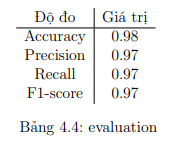 Độ đo Giá trị
Accuracy 0.98
Precision 0.97
Recall 0.97
F1-score 0.97
Bảng 4.4: evaluation